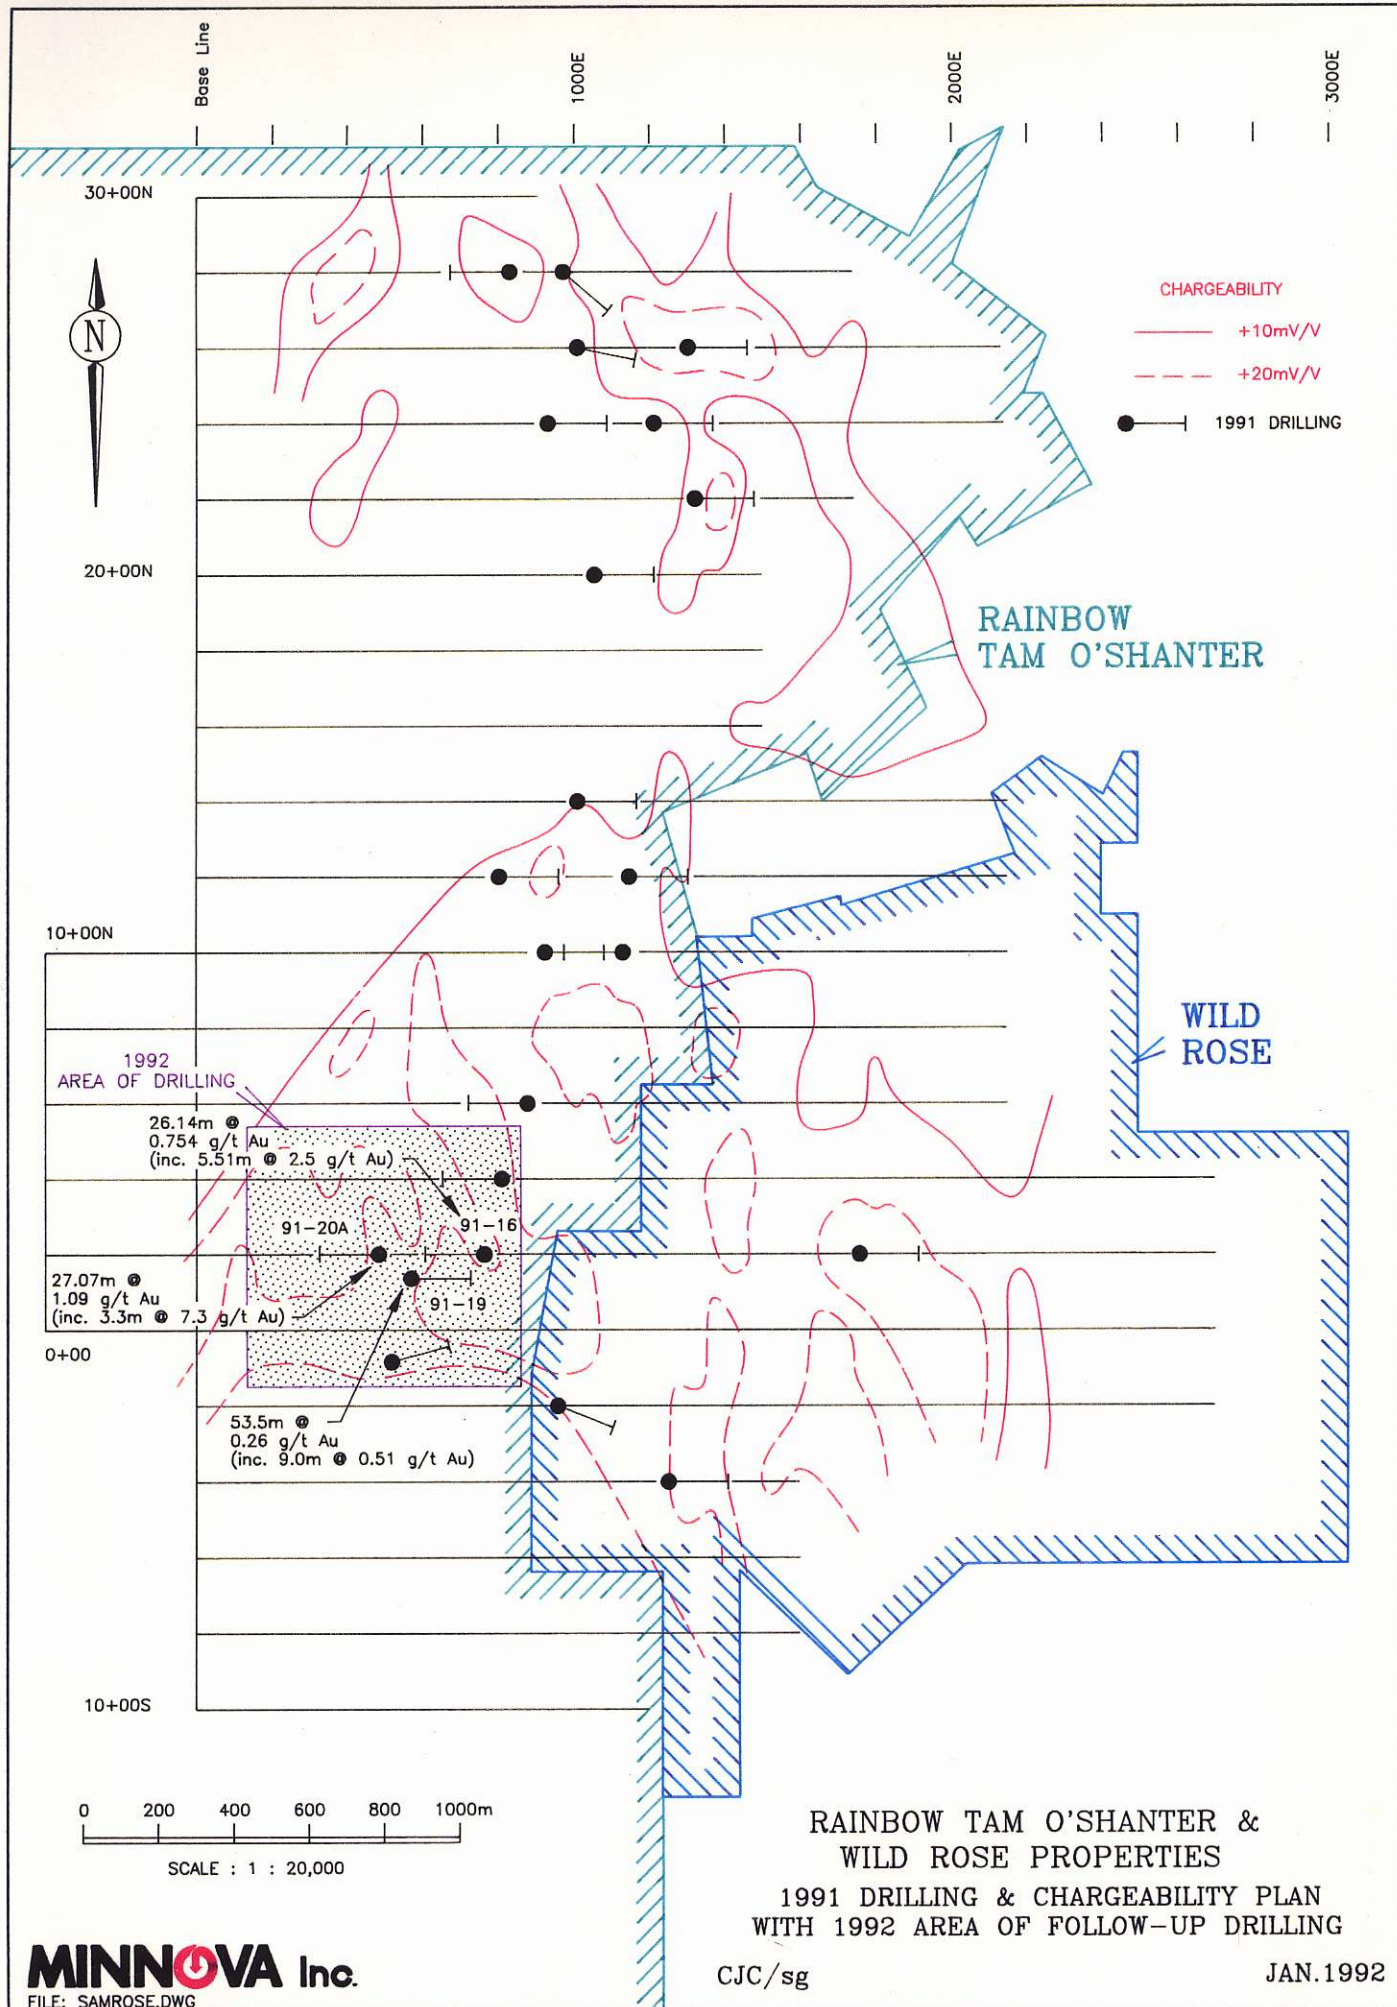 Base Line
1000E
2000E
3000E
30+00N
N
CHARGEABILITY
+10mV/V
+20mV/V
1991 DRILLING
20+00N
RAINBOW
TAM O'SHANTER
10+00N
WILD
ROSE
1992
AREA OF DRILLING
26.14m @
0.754 g/t Au
(inc. 5.51m @ 2.5 g/t Au)
91-20A
91-16
27.07m @
1.09 g/t Au
(inc. 3.3m @ 7.3 g/t Au)
91-19
0+00
53.5m @
0.26 g/t Au
(inc. 9.0m @ 0.51 g/t Au)
10+00S
0 200 400 600 800 1000m
SCALE : 1 : 20,000
RAINBOW TAM O'SHANTER &
WILD ROSE PROPERTIES
1991 DRILLING & CHARGEABILITY PLAN
WITH 1992 AREA OF FOLLOW-UP DRILLING
MINNOVA Inc.
CJC/sg
JAN.1992
FILE: SAMROSE.DWG